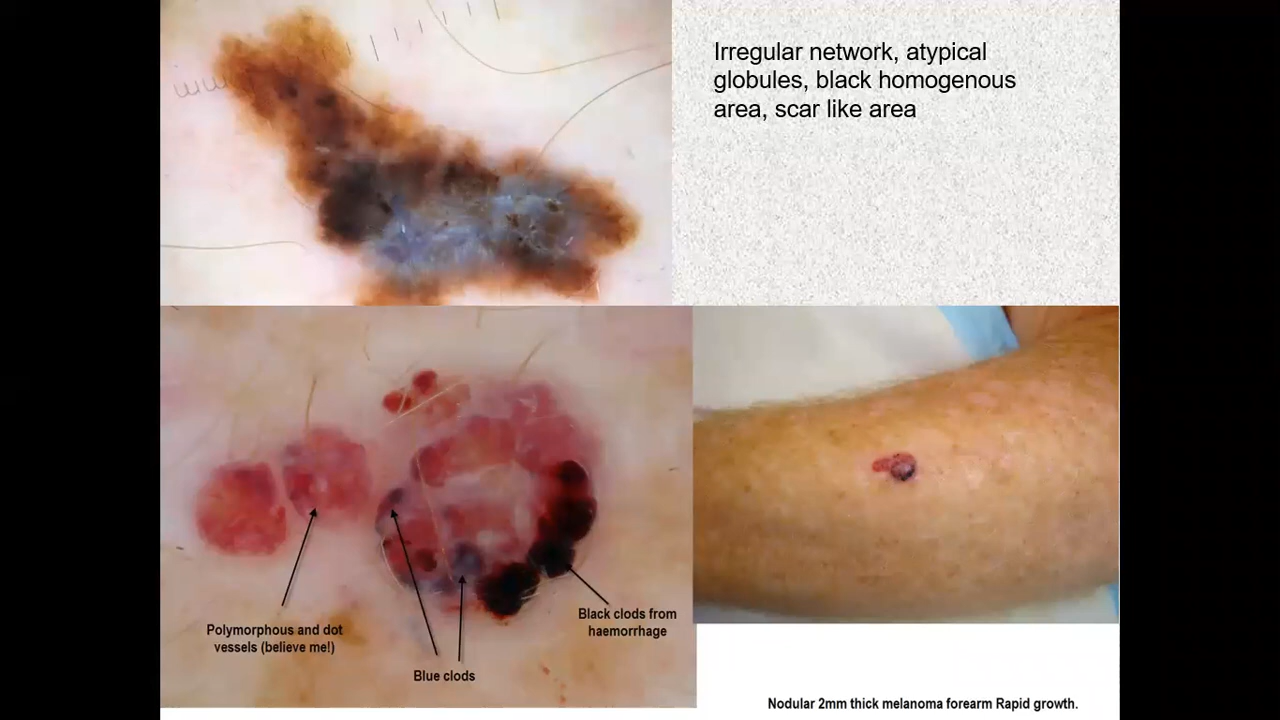 Irregular network, atypical
globules, black homogenous
area, scar like area
Polymorphous and dot
vessels (believe me!)
Blue clods
Black clods from
haemorrhage
Nodular 2mm thick melanoma forearm Rapid growth.